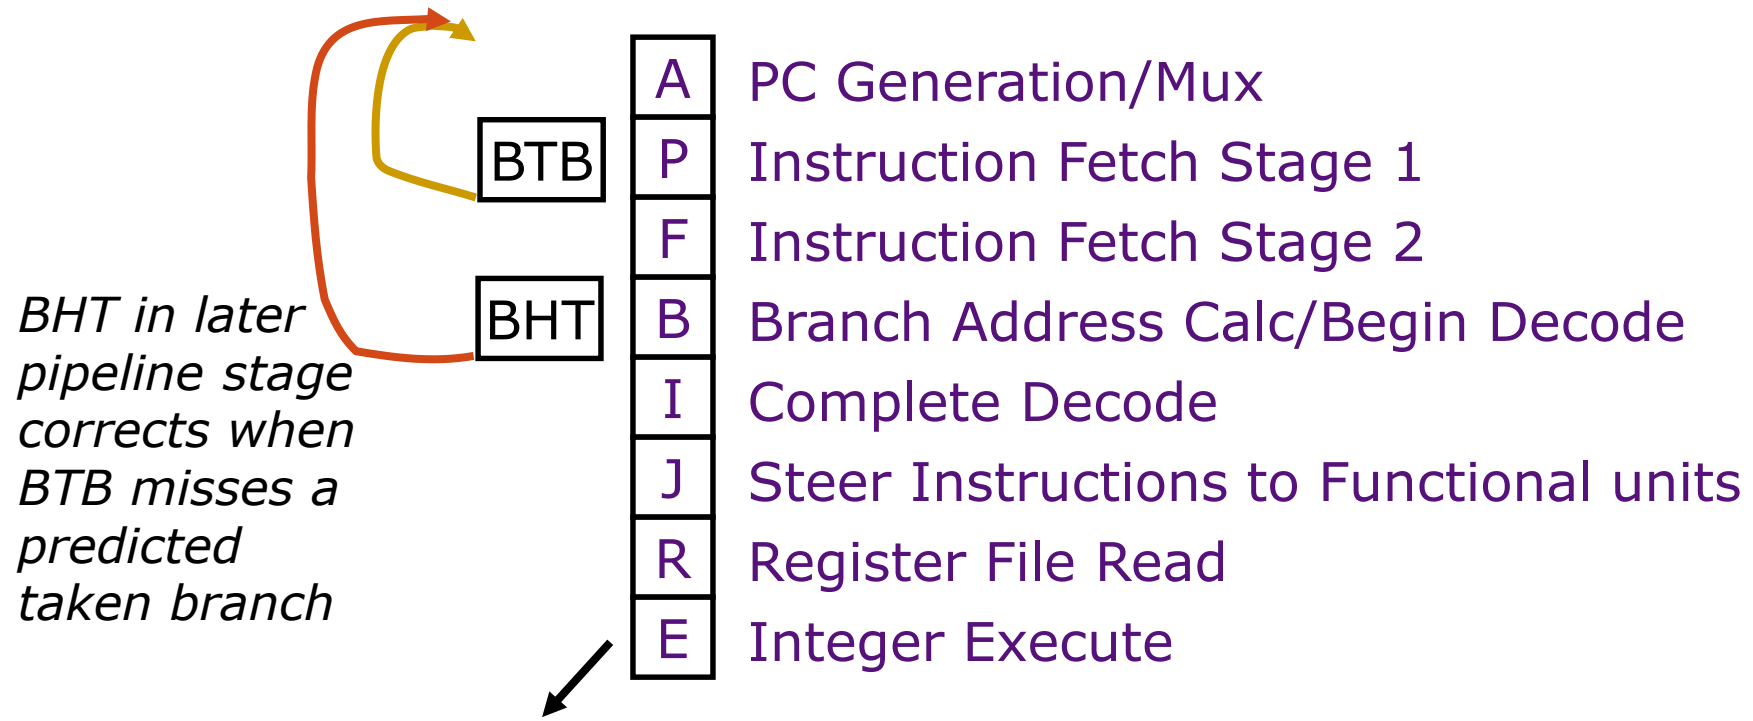 A PC Generation/Mux
BTB P Instruction Fetch Stage 1
F Instruction Fetch Stage 2
BHT B Branch Address Calc/Begin Decode
I Complete Decode
J Steer Instructions to Functional units
R Register File Read
E Integer Execute
BHT in later
pipeline stage
corrects when
BTB misses a
predicted
taken branch